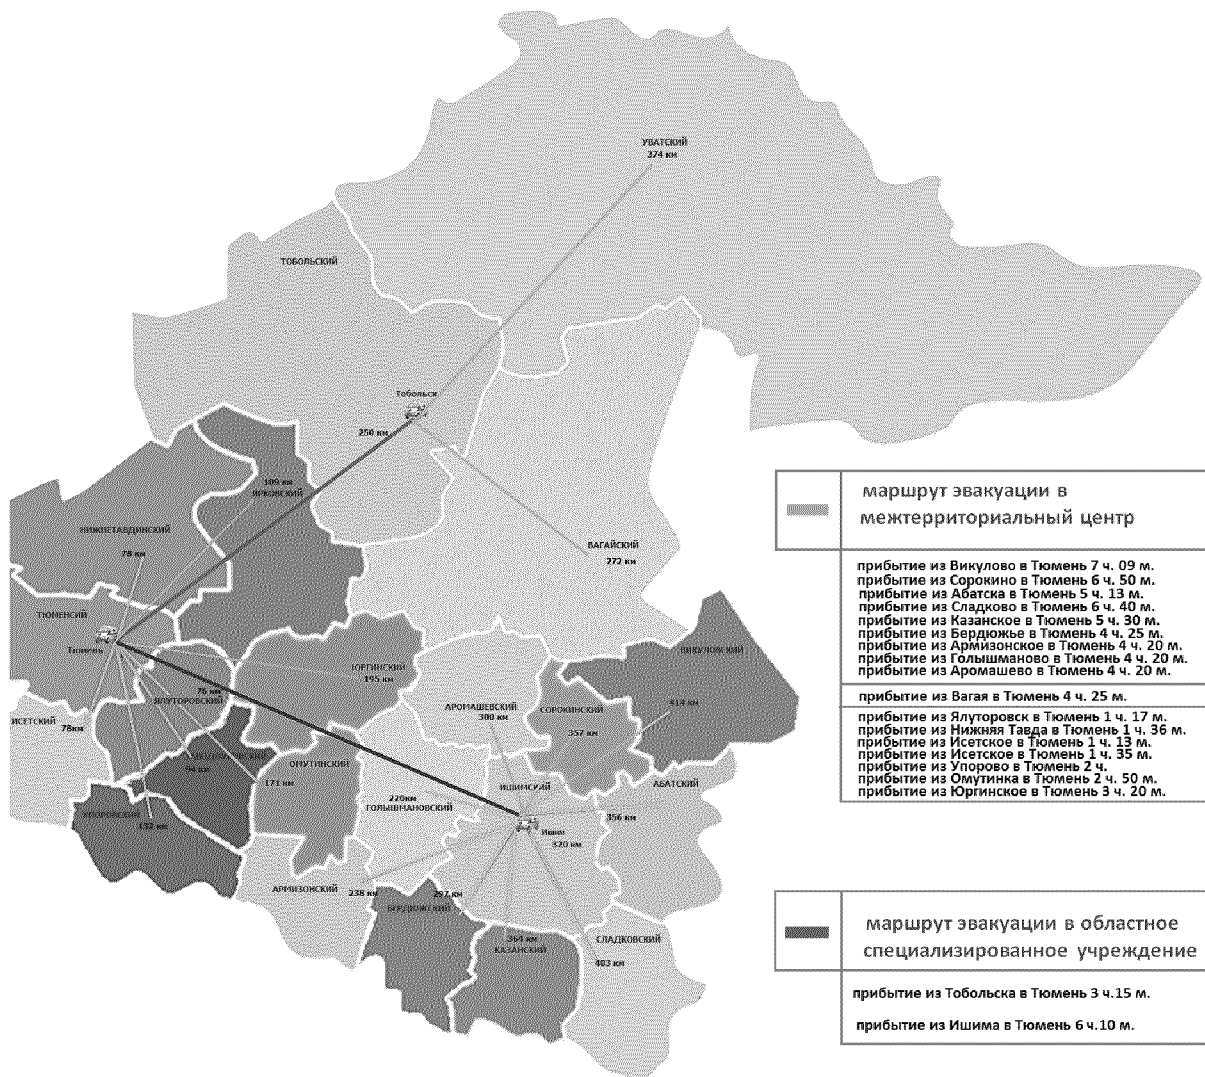 УВАТСКИЙ
374 км
ТОБОЛЬСКИЙ
Тобольск
250 км
109 км
ЯРКОВСКИЙ
НИЖНЕТАВДИНСКИЙ
78 км
ВАГАЙСКИЙ
272 км
ТЮМЕНСИЙ
Тюмень
ЮРГИНСКИЙ
195 км
ВИКУЛОВСКИЙ
76 км
ЯЛУТОРОВСКИЙ
ИСЕТСКИЙ
78км
АРОМАШЕВСКИЙ
300 км
СОРОКИНСКИЙ
357 км
414 км
94 км
171 км
ОМУТИНСКИЙ
ИШИМСКИЙ
АБАТСКИЙ
220км
ГОЛЫШМАНОВСКИЙ
356 км
УПОРОВСКИЙ
132 км
Ишим
320 км
АРМИЗОНСКИЙ
238 км
297 км
БЕРДЮЖСКИЙ
364 км
КАЗАНСКИЙ
СЛАДКОВСКИЙ
403 км
маршрут эвакуации в
межтерриториальный центр
прибытие из Викулово в Тюмень 7 ч. 09 м.
прибытие из Сорокино в Тюмень 6 ч. 50 м.
прибытие из Абатска в Тюмень 5 ч. 13 м.
прибытие из Сладково в Тюмень 6 ч. 40 м.
прибытие из Казанское в Тюмень 5 ч. 30 м.
прибытие из Бердюжье в Тюмень 4 ч. 25 м.
прибытие из Армизонское в Тюмень 4 ч. 20 м.
прибытие из Голышманово в Тюмень 4 ч. 20 м.
прибытие из Аромашево в Тюмень 4 ч. 20 м.
прибытие из Вагая в Тюмень 4 ч. 25 м.
прибытие из Ялуторовск в Тюмень 1 ч. 17 м.
прибытие из Нижняя Тавда в Тюмень 1 ч. 36 м.
прибытие из Исетское в Тюмень 1 ч. 13 м.
прибытие из Исетское в Тюмень 1 ч. 35 м.
прибытие из Упорово в Тюмень 2 ч.
прибытие из Омутинка в Тюмень 2 ч. 50 м.
прибытие из Юргинское в Тюмень 3 ч. 20 м.
маршрут эвакуации в областное
специализированное учреждение
прибытие из Тобольска в Тюмень 3 ч.15 м.
прибытие из Ишима в Тюмень 6 ч.10 м.